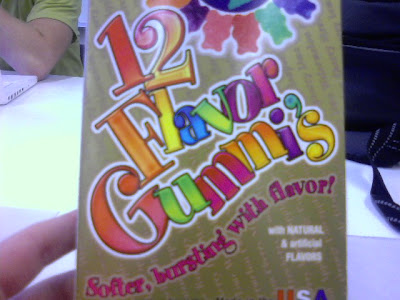 12
Flavor
Gummi's
Softer, bursting with flavor!
with NATURAL
& artificial
FLAVORS
USA